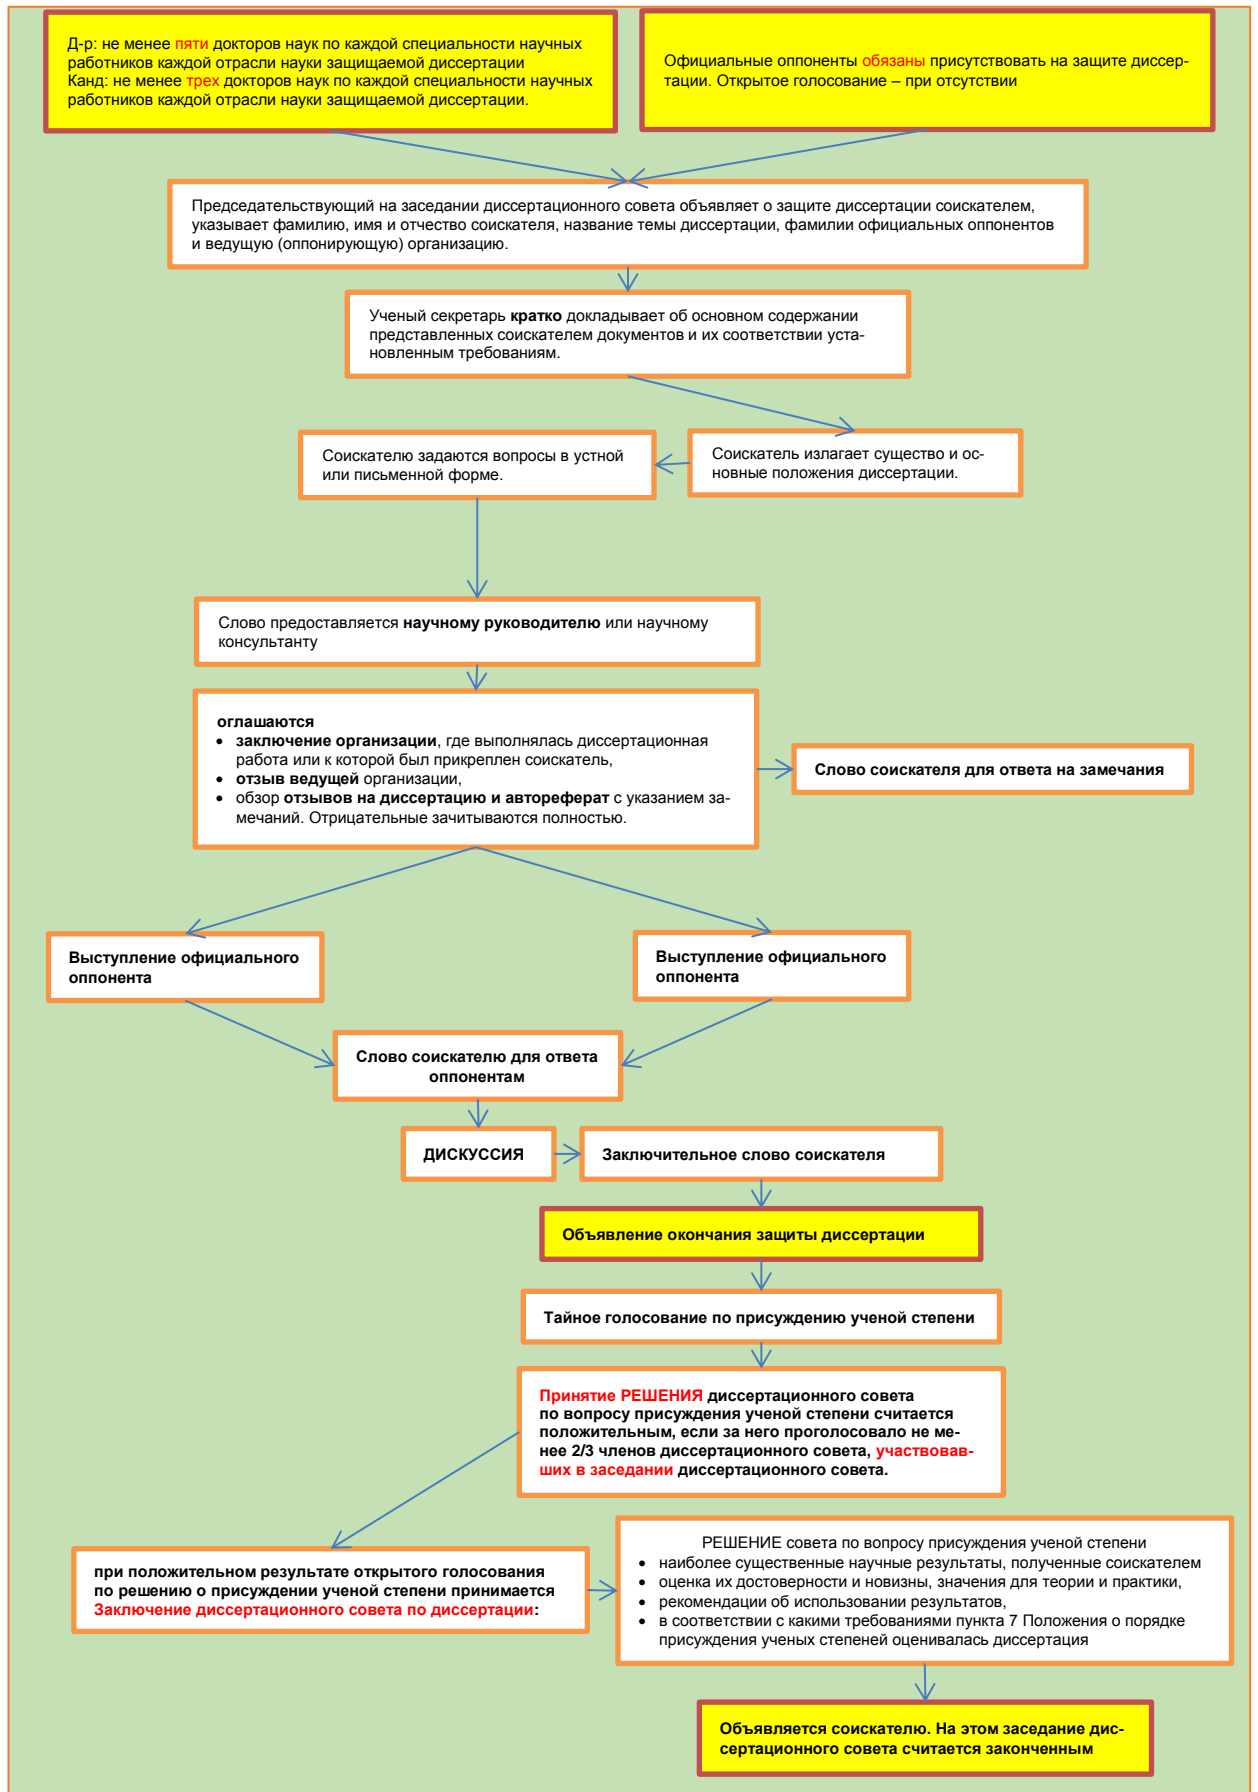 Д-р: не менее пяти докторов наук по каждой специальности научных
работников каждой отрасли науки защищаемой диссертации
Канд: не менее трех докторов наук по каждой специальности научных
работников каждой отрасли науки защищаемой диссертации.
Официальные оппоненты обязаны присутствовать на защите диссер-
тации. Открытое голосование – при отсутствии
Председательствующий на заседании диссертационного совета объявляет о защите диссертации соискателем,
указывает фамилию, имя и отчество соискателя, название темы диссертации, фамилии официальных оппонентов
и ведущую (оппонирующую) организацию.
Ученый секретарь кратко докладывает об основном содержании
представленных соискателем документов и их соответствии уста-
новленным требованиям.
Соискатель излагает существо и ос-
новные положения диссертации.
Соискателю задаются вопросы в устной
или письменной форме.
Слово предоставляется научному руководителю или научному
консультанту
оглашаются
• заключение организации, где выполнялась диссертационная
работа или к которой был прикреплен соискатель,
• отзыв ведущей организации,
• обзор отзывов на диссертацию и автореферат с указанием за-
мечаний. Отрицательные зачитываются полностью.
Слово соискателя для ответа на замечания
Выступление официального
оппонента
Выступление официального
оппонента
Слово соискателю для ответа
оппонентам
ДИСКУССИЯ
Заключительное слово соискателя
Объявление окончания защиты диссертации
Тайное голосование по присуждению ученой степени
Принятие РЕШЕНИЯ диссертационного совета
по вопросу присуждения ученой степени считается
положительным, если за него проголосовало не ме-
нее 2/3 членов диссертационного совета, участвовав-
ших в заседании диссертационного совета.
при положительном результате открытого голосования
по решению о присуждении ученой степени принимается
Заключение диссертационного совета по диссертации:
РЕШЕНИЕ совета по вопросу присуждения ученой степени
• наиболее существенные научные результаты, полученные соискателем
• оценка их достоверности и новизны, значения для теории и практики,
• рекомендации об использовании результатов,
• в соответствии с какими требованиями пункта 7 Положения о порядке
присуждения ученых степеней оценивалась диссертация
Объявляется соискателю. На этом заседание дис-
сертационного совета считается законченным